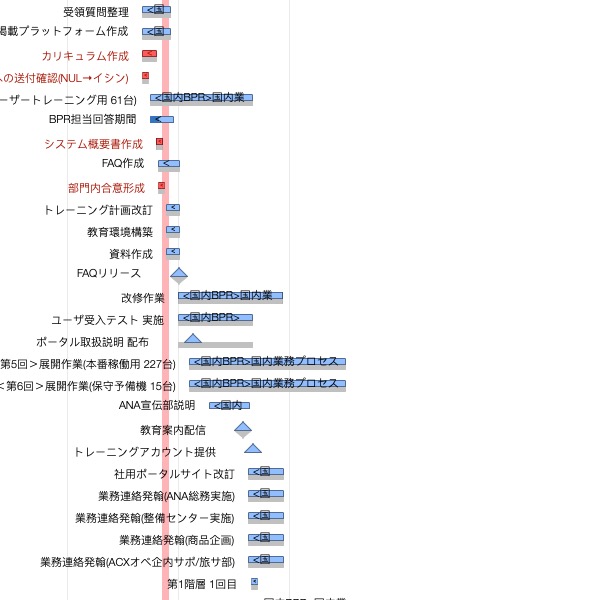 受領質問整理 <国
掲載プラットフォーム作成 <国
カリキュラム作成 <
への送付確認(NUL→イシン) <
ーザートレーニング用 61台) <国内BPR>国内業
BPR担当回答期間 <
システム概要書作成 <
FAQ作成 <
部門内合意形成 <
トレーニング計画改訂 <
教育環境構築 <
資料作成 <
FAQリリース
改修作業 <国内BPR>国内業
ユーザ受入テスト 実施 <国内BPR>
ポータル取扱説明 配布
第5回＞展開作業(本番稼働用 227台) <国内BPR>国内業務プロセス
＜第6回＞展開作業(保守予備機 15台) <国内BPR>国内業務プロセス
ANA宣伝部説明 <国内
教育案内配信
トレーニングアカウント提供
社用ポータルサイト改訂 <国
業務連絡発翰(ANA総務実施) <国
業務連絡発翰(整備センター実施) <国
業務連絡発翰(商品企画) <国
業務連絡発翰(ACXオペ企内サポ/旅サ部) <国
第1階層 1回目 <